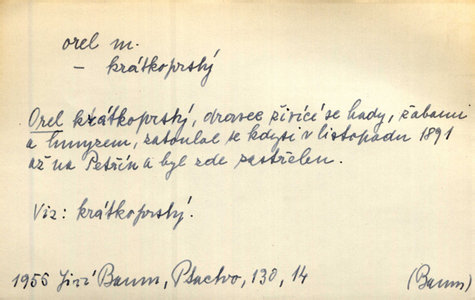 orel m.
- krátkoprstý
Orel krátkoprstý, dravec živící se hady, žabami
a hmyzem, zatoulal se kdysi v listopadu 1891
až na Petřín a byl zde zastřelen.
Viz: krátkoprstý.
1956 Jiří Baum, Ptactvo, 130, 14 (Baum)